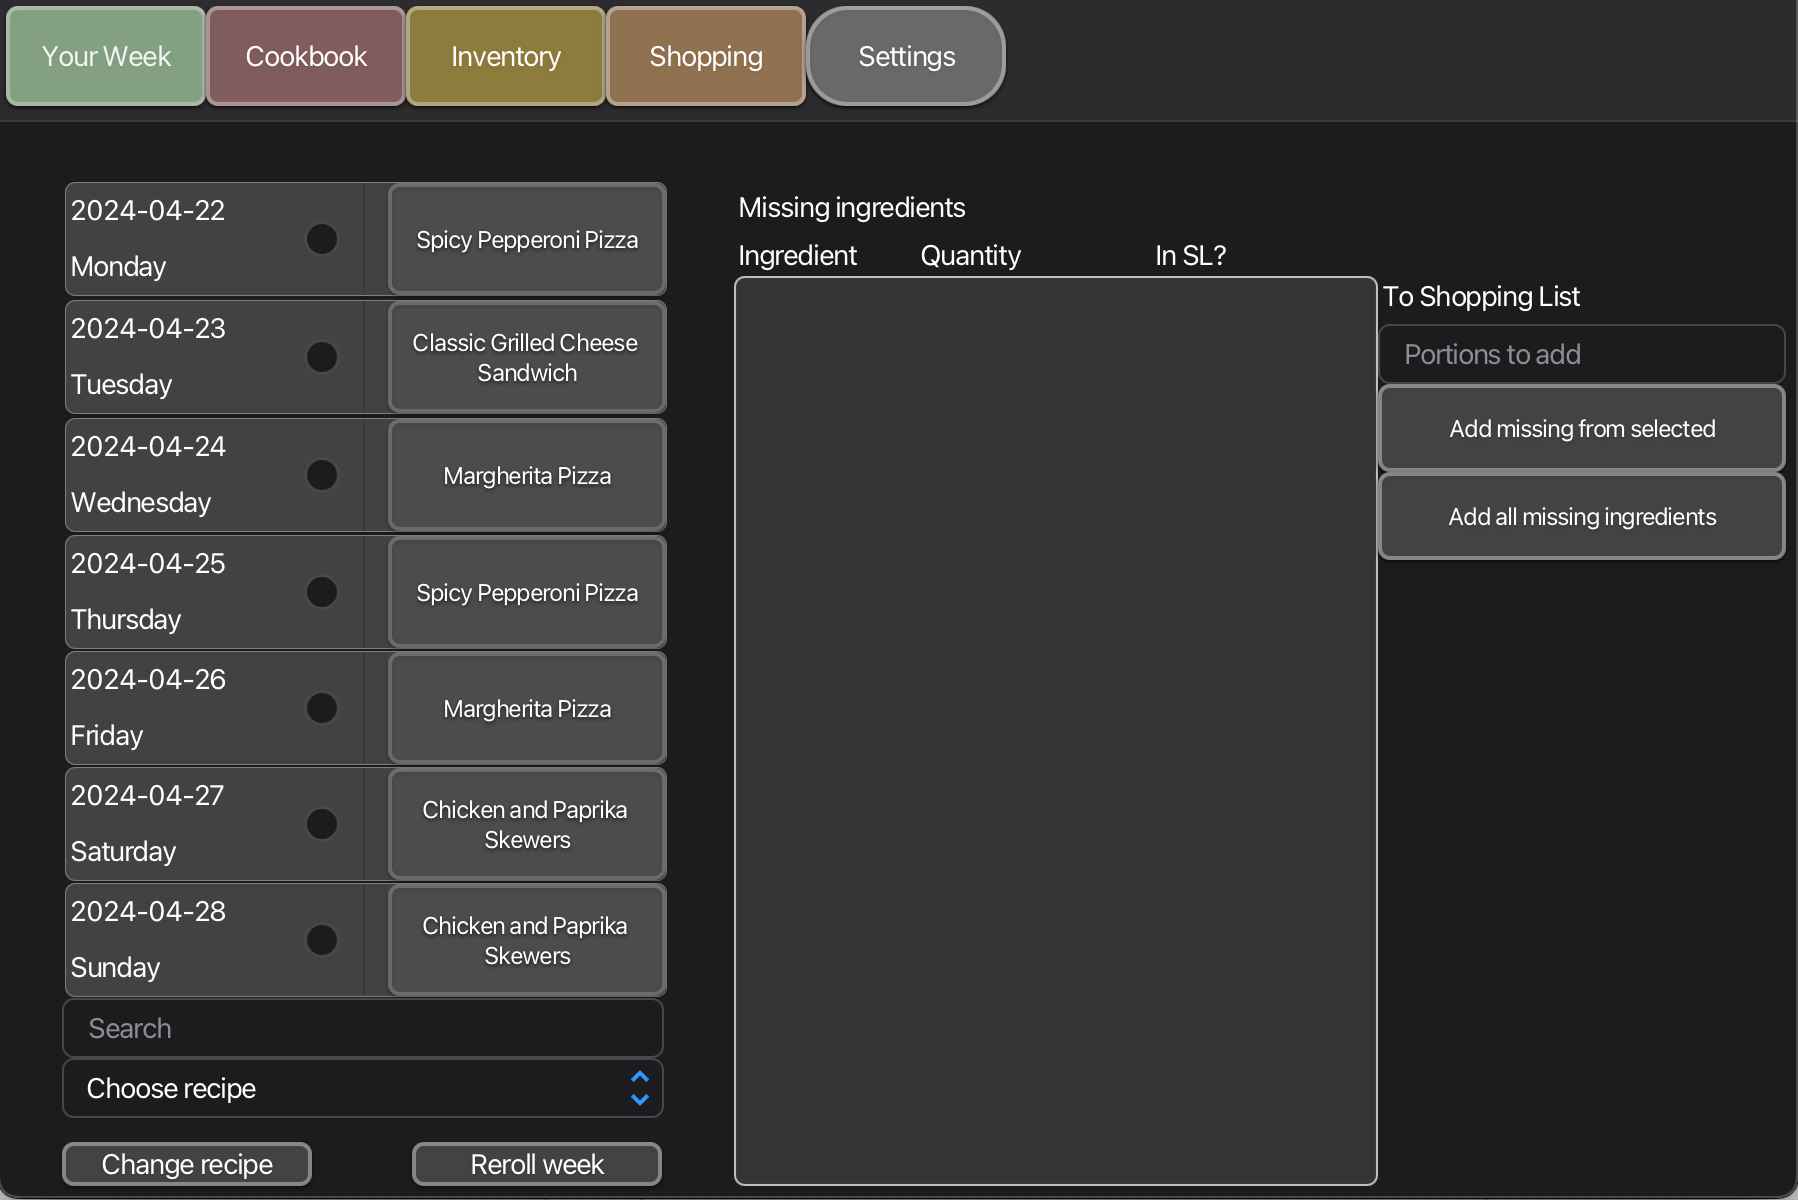 Your Week
Cookbook
Inventory
Shopping
Settings
2024-04-22
Monday
Spicy Pepperoni Pizza
2024-04-23
Tuesday
Classic Grilled Cheese
Sandwich
2024-04-24
Wednesday
Margherita Pizza
2024-04-25
Thursday
Spicy Pepperoni Pizza
2024-04-26
Friday
Margherita Pizza
2024-04-27
Saturday
Chicken and Paprika
Skewers
2024-04-28
Sunday
Chicken and Paprika
Skewers
Search
Choose recipe
Change recipe
Reroll week
Missing ingredients
Ingredient
Quantity
In SL?
To Shopping List
Portions to add
Add missing from selected
Add all missing ingredients